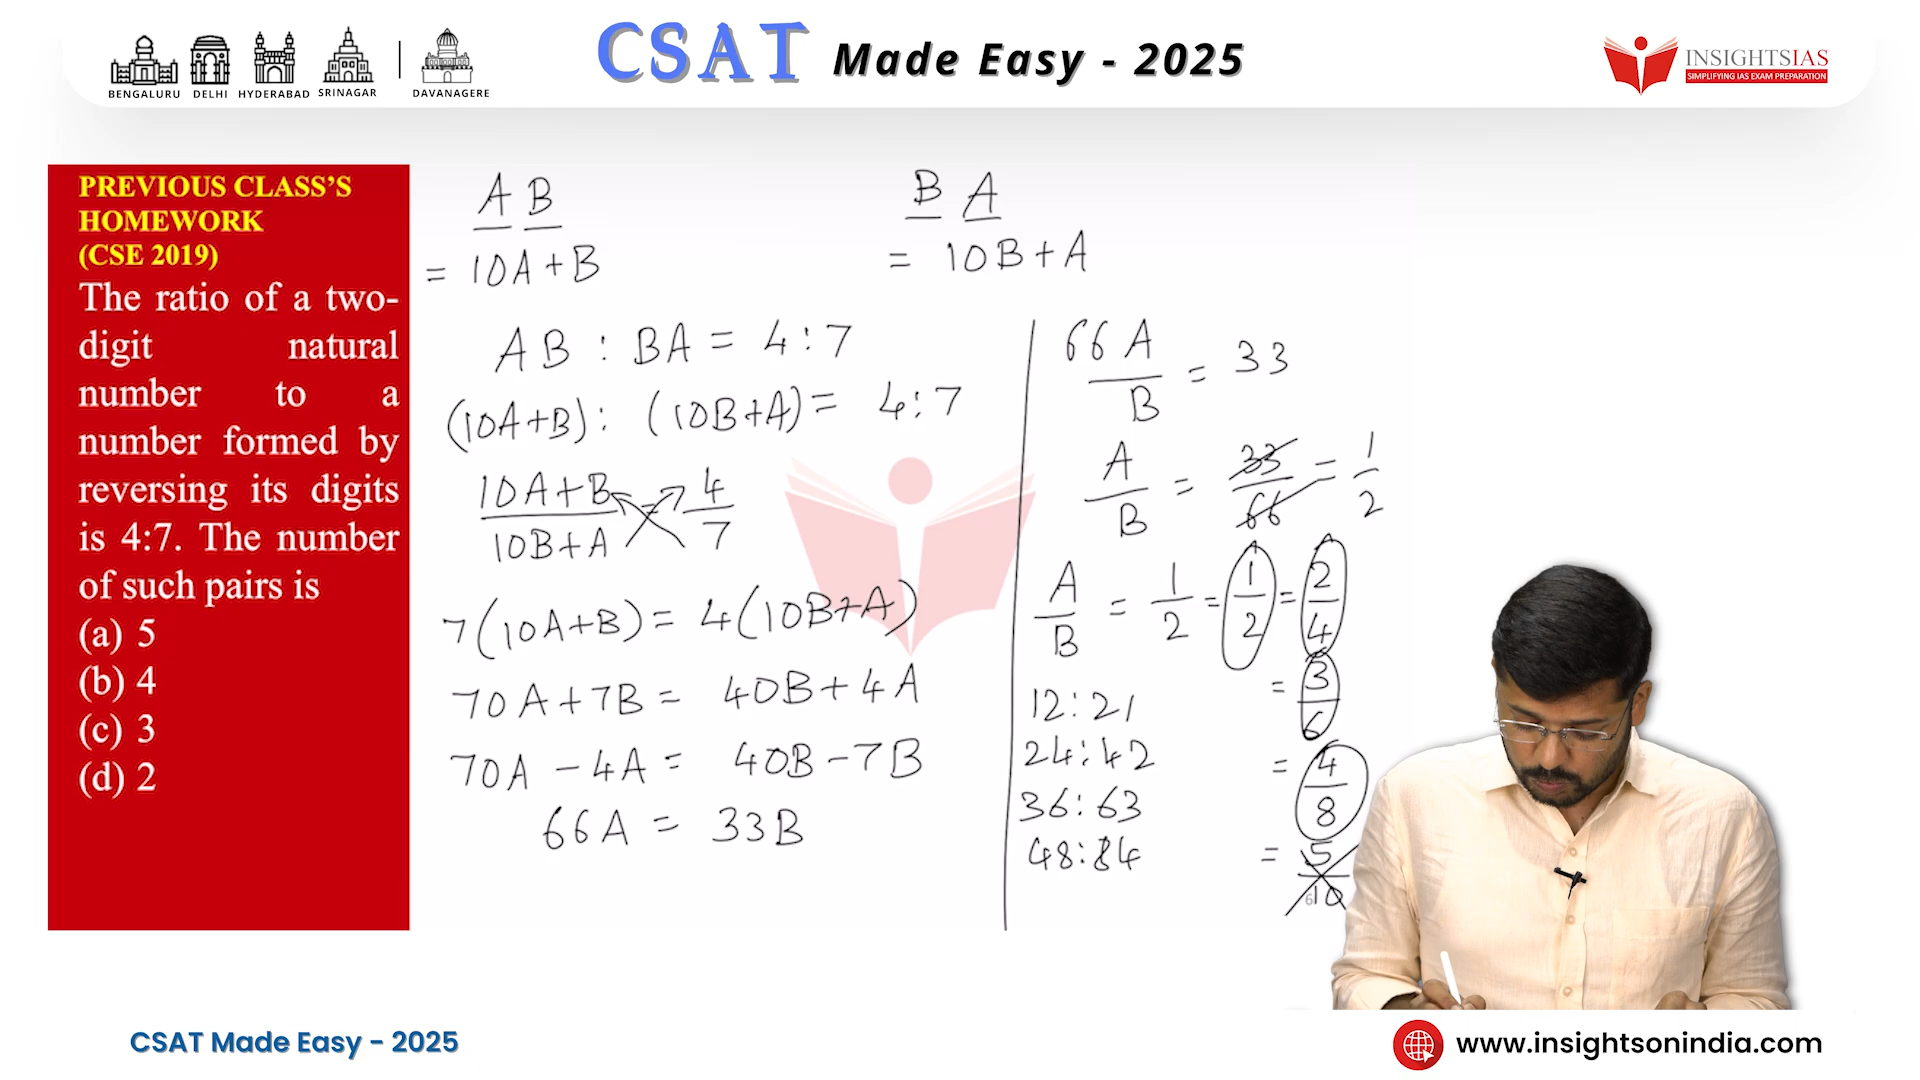 BENGALURU DELHI HYDERABAD SRINAGAR DAVANAGERE
CSAT Made Easy - 2025
INSIGHTSIAS
SIMPLIFYING IAS EXAM PREPARATION
PREVIOUS CLASS'S
HOMEWORK
(CSE 2019)
The ratio of a two-
digit natural
number to a
number formed by
reversing its digits
is 4:7. The number
of such pairs is
(a) 5
(b) 4
(c) 3
(d) 2
A B
= 10A+B
B A
= 10B+A
AB : BA = 4:7
(10A+B): (10B+A)= 4:7
10A+B/10B+A = 4/7
7(10A+B)= 4(10B+A)
70A+7B= 40B+4A
70A-4A= 40B-7B
66A = 33B
66A/B = 33
A/B = 33/66 = 1/2
A/B = 1/2 = 1/2 = 2/4
= 3/6
= 4/8
= 5/10
12:21
24:42
36:63
48:84
CSAT Made Easy - 2025
www.insightsonindia.com